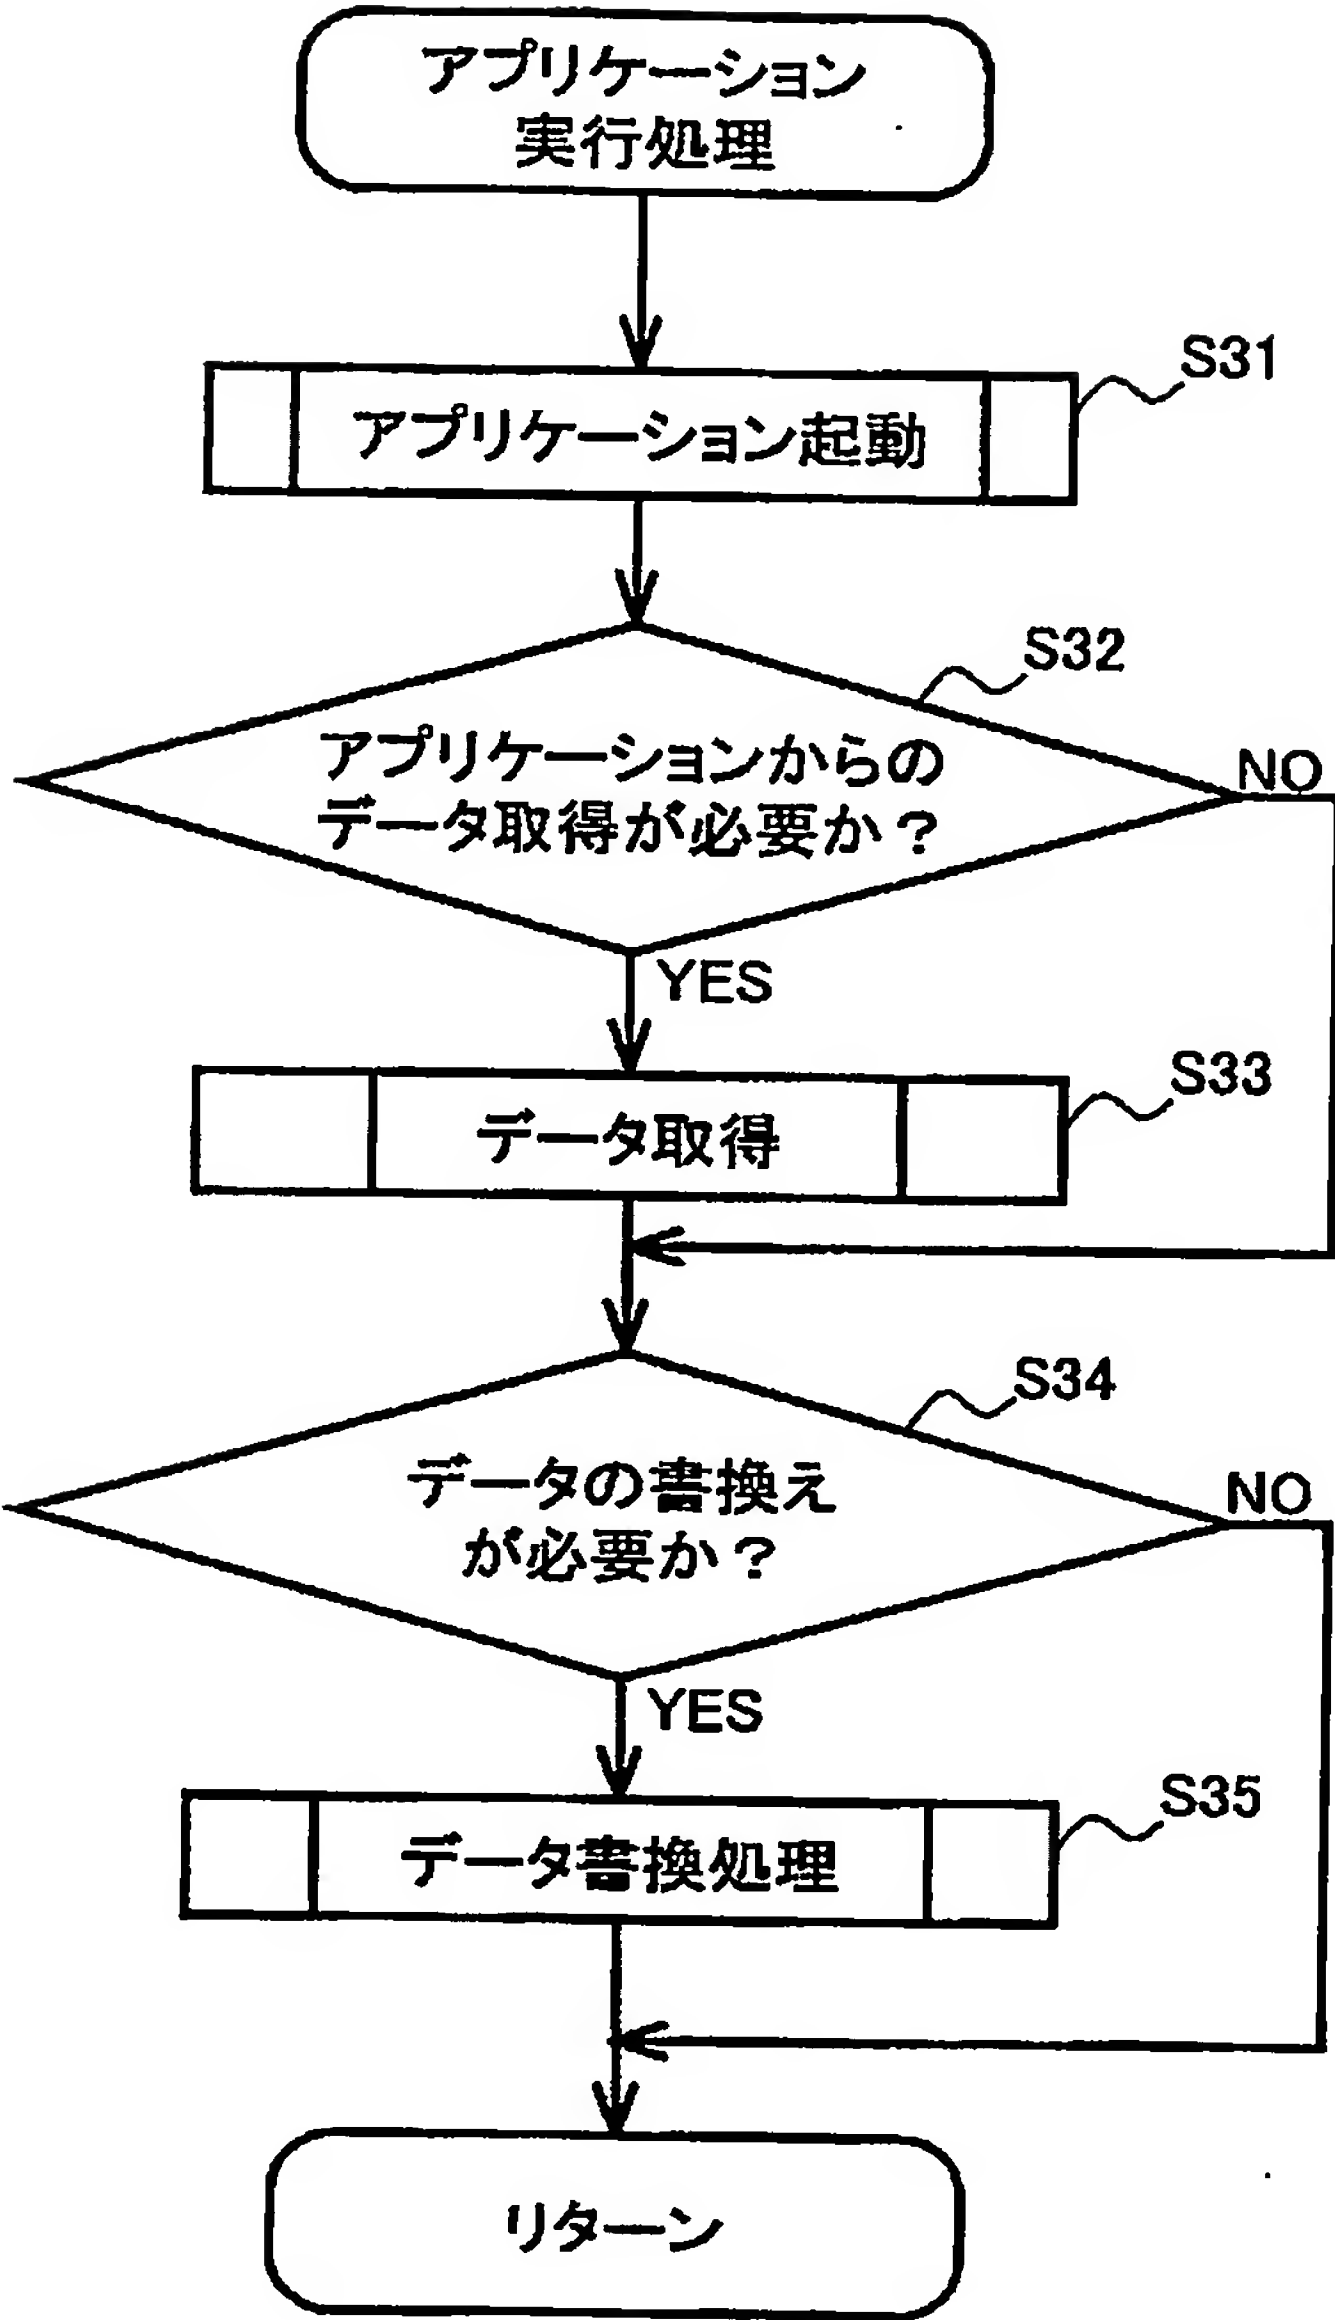 アプリケーション
実行処理
S31
アプリケーション起動
S32
アプリケーションからの
データ取得が必要か？
NO
YES
S33
データ取得
S34
データの書換え
が必要か？
NO
YES
S35
データ書換処理
リターン